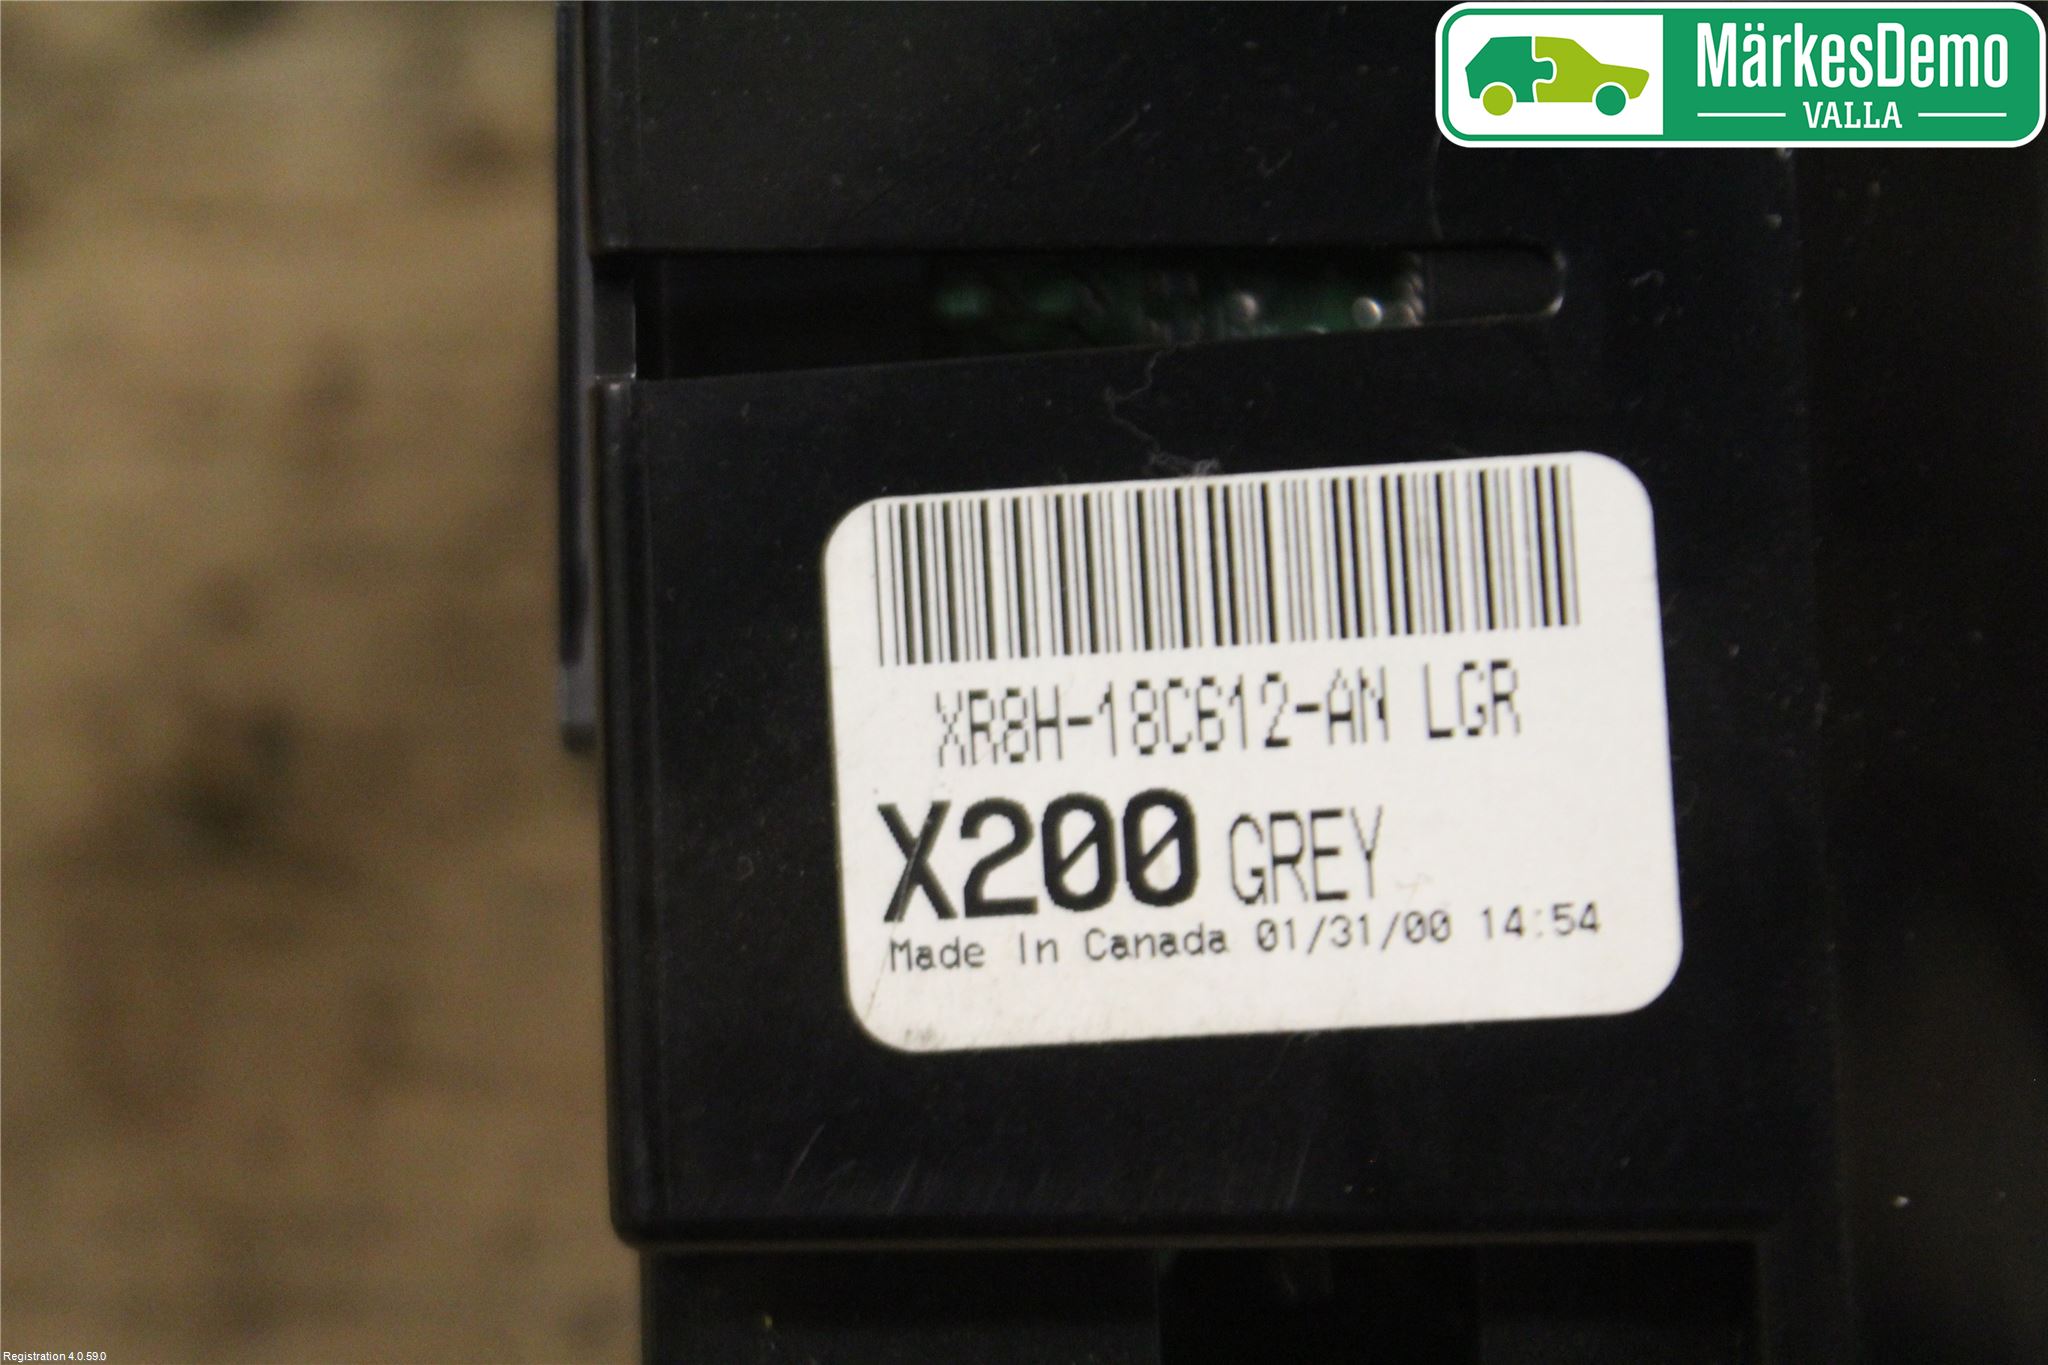 MärkesDemo
VALLA
XR8H-18C612-AN LGR
X200 GREY
Made In Canada 01/31/00 14:54
Registration 4.0.59.0